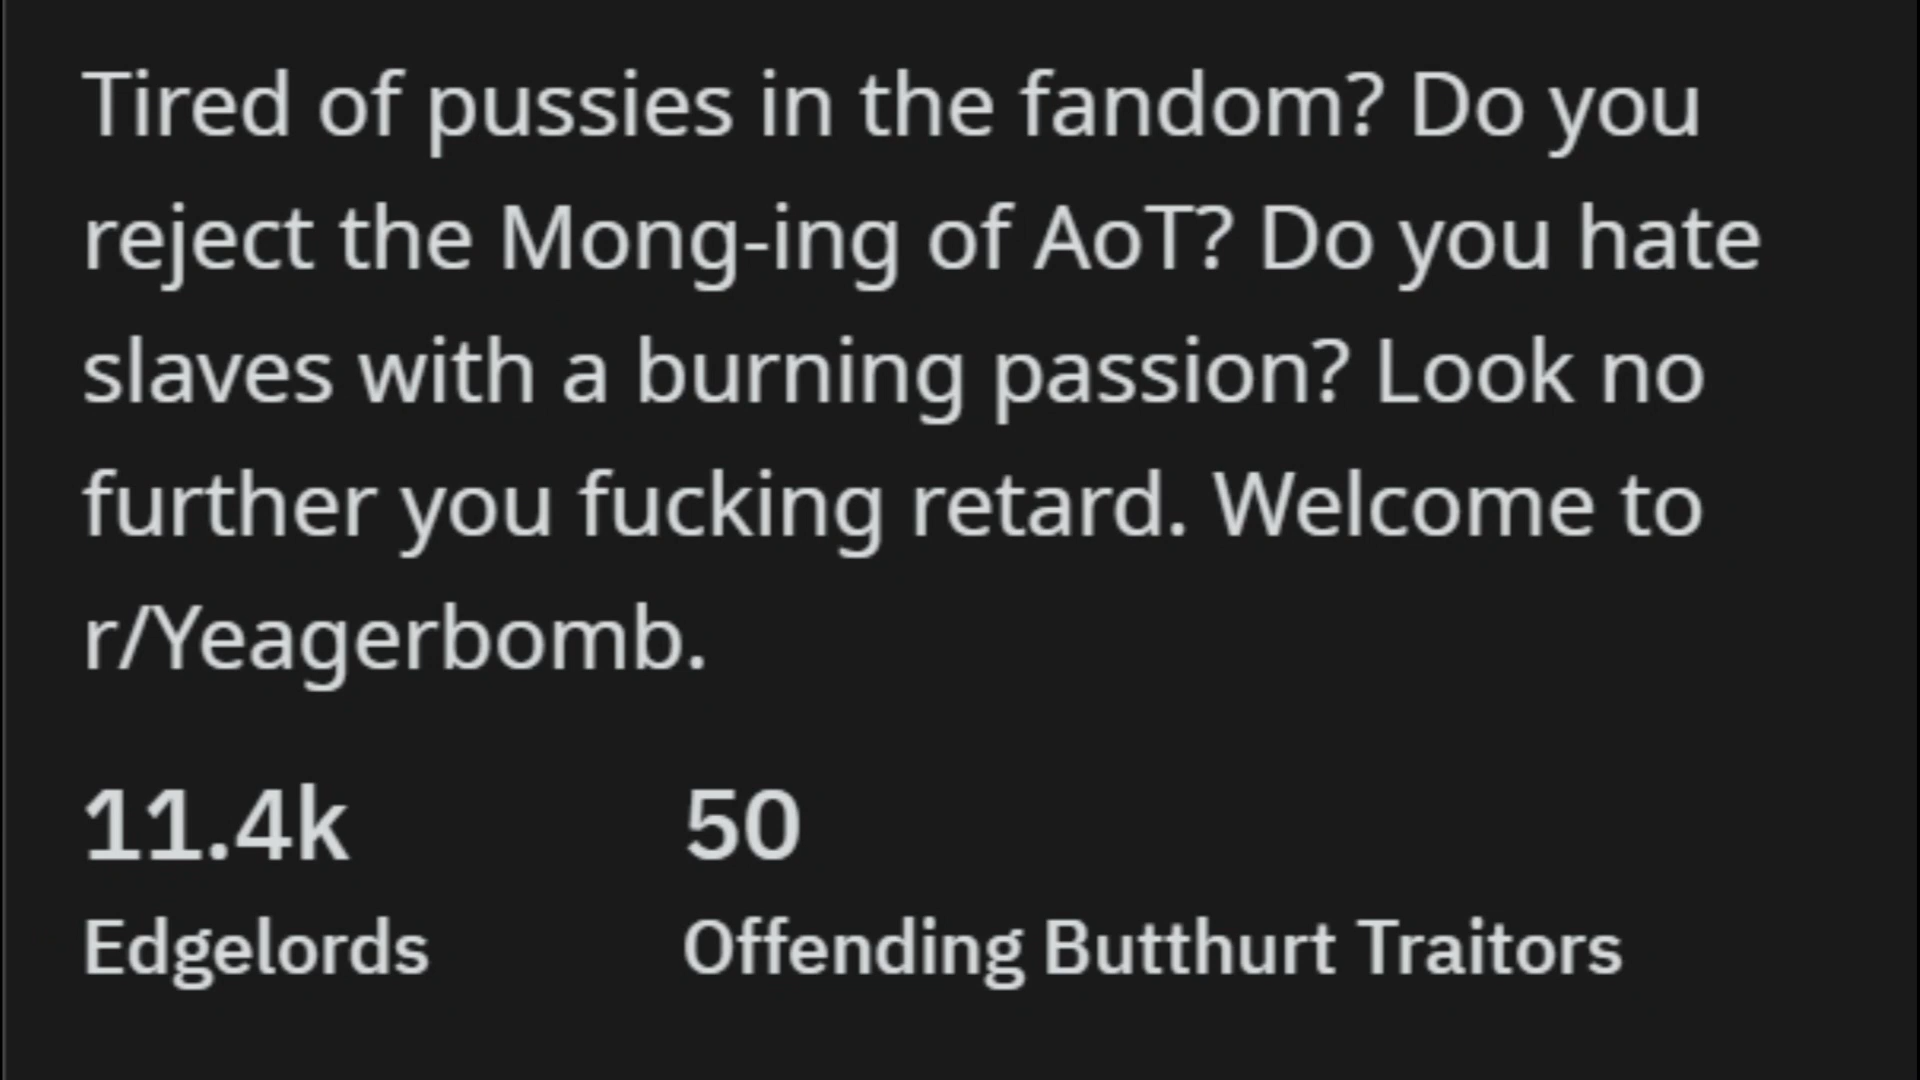 Tired of pussies in the fandom? Do you
reject the Mong-ing of AoT? Do you hate
slaves with a burning passion? Look no
further you fucking retard. Welcome to
r/Yeagerbomb.
11.4k 50
Edgelords Offending Butthurt Traitors